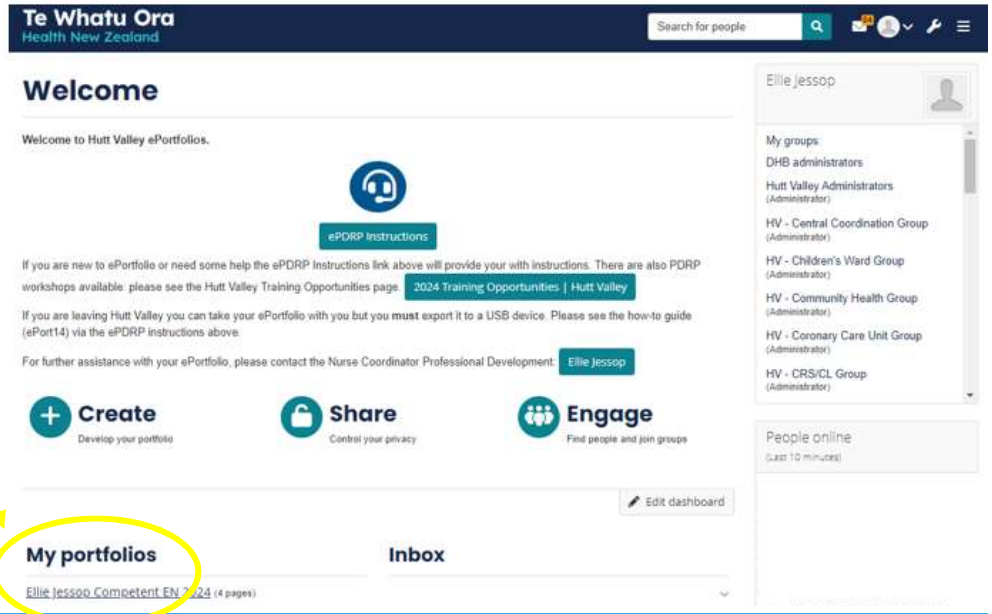 Te Whatu Ora
Health New Zealand
Search for people
Welcome
Welcome to Hutt Valley ePortfolios.
ePDRP Instructions
If you are new to ePortfolio or need some help the ePDRP Instructions link above will provide your with instructions. There are also PDRP
workshops available: please see the Hutt Valley Training Opportunities page. 2024 Training Opportunities | Hutt Valley
If you are leaving Hutt Valley you can take your ePortfolio with you but you must export it to a USB device. Please see the how-to guide
(ePort14) via the ePDRP instructions above.
For further assistance with your ePortfolio, please contact the Nurse Coordinator Professional Development: Ellie Jessop
Create
Develop your portfolio
Share
Control your privacy
Engage
Find people and join groups
Edit dashboard
My portfolios
Ellie Jessop Competent EN 2024 (4 pages)
Inbox
Ellie Jessop
My groups:
DHB administrators
Hutt Valley Administrators
(Administrator)
HV - Central Coordination Group
(Administrator)
HV - Children's Ward Group
(Administrator)
HV - Community Health Group
(Administrator)
HV - Coronary Care Unit Group
(Administrator)
HV - CRS/CL Group
(Administrator)
People online
(Last 10 minutes)